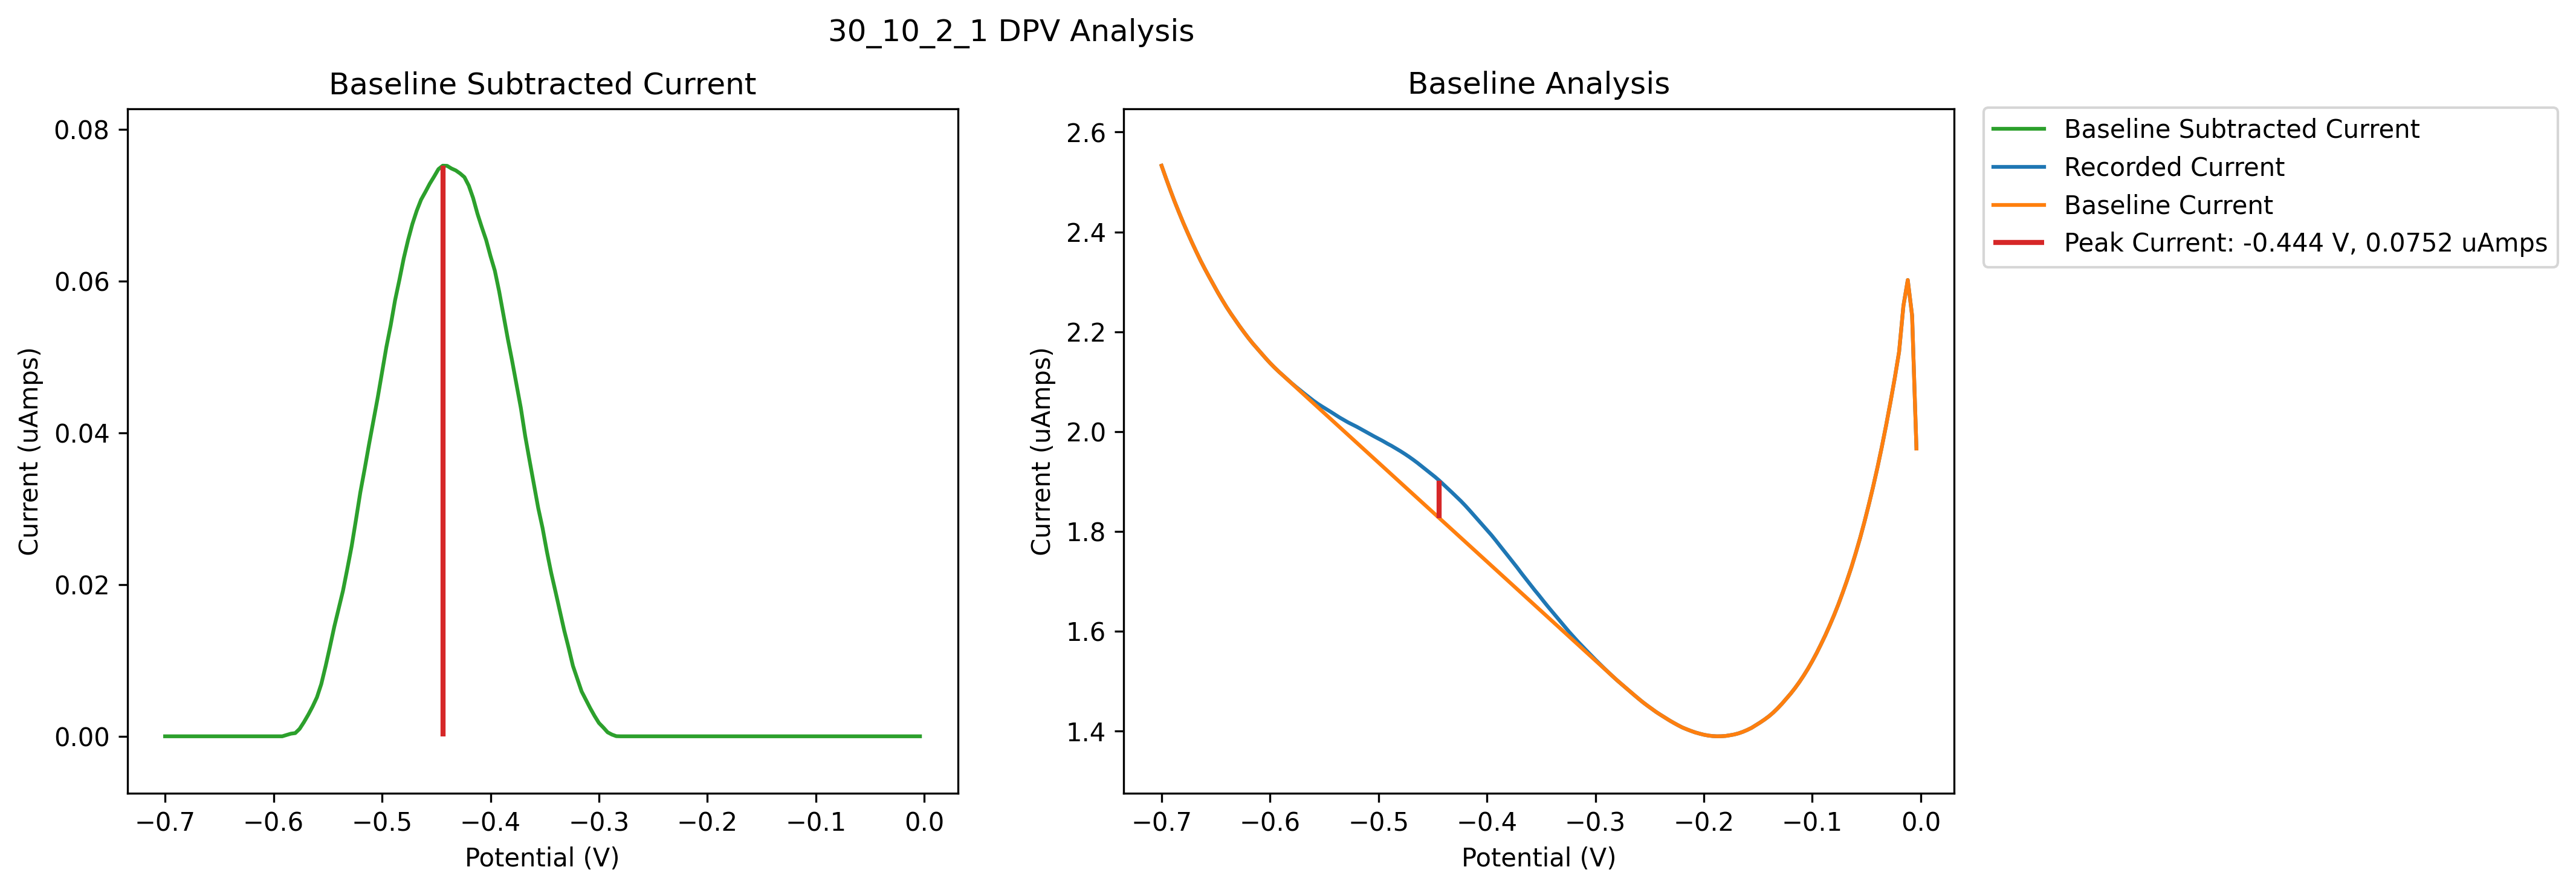 30_10_2_1 DPV Analysis
Baseline Subtracted Current
0.08
0.06
0.04
0.02
0.00
Current (uAmps)
−0.7 −0.6 −0.5 −0.4 −0.3 −0.2 −0.1 0.0
Potential (V)
Baseline Analysis
2.6
2.4
2.2
2.0
1.8
1.6
1.4
Current (uAmps)
−0.7 −0.6 −0.5 −0.4 −0.3 −0.2 −0.1 0.0
Potential (V)
Baseline Subtracted Current
Recorded Current
Baseline Current
Peak Current: -0.444 V, 0.0752 uAmps